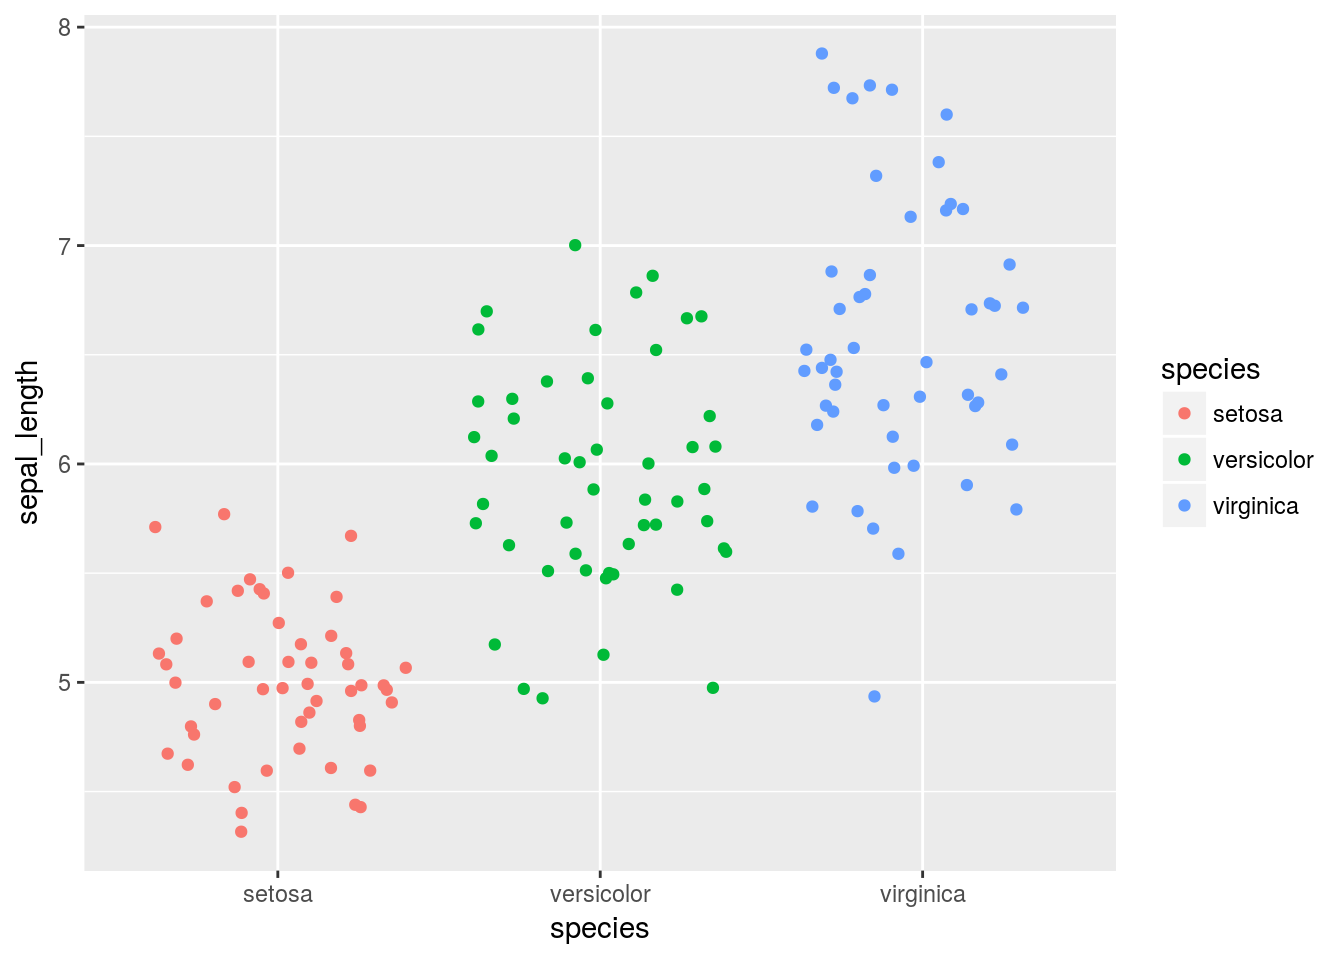 8
7
6
5
sepal_length
setosa
versicolor
virginica
species
species
setosa
versicolor
virginica